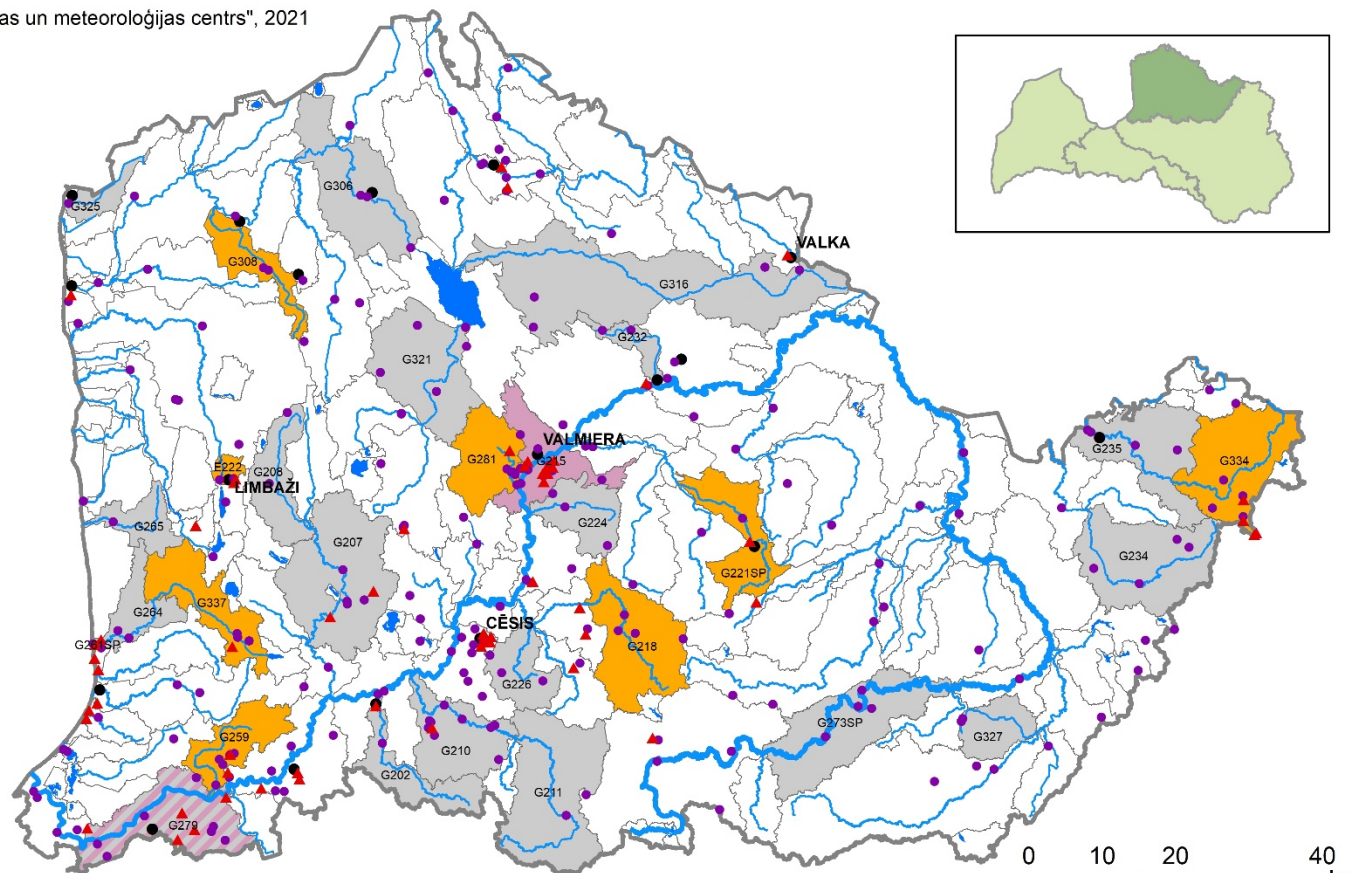 as un meteoroloģijas centrs", 2021
G306
G325
VALKA
G308
G316
G232
G321
VALMIERA
G281
G215
G235
G334
E222
G208
LIMBAŽI
G265
G224
G207
G234
G221SP
G337
G264
CĒSIS
G261SP
G218
G226
G273SP
G259
G327
G210
G202
G211
G279
0 10 20 40